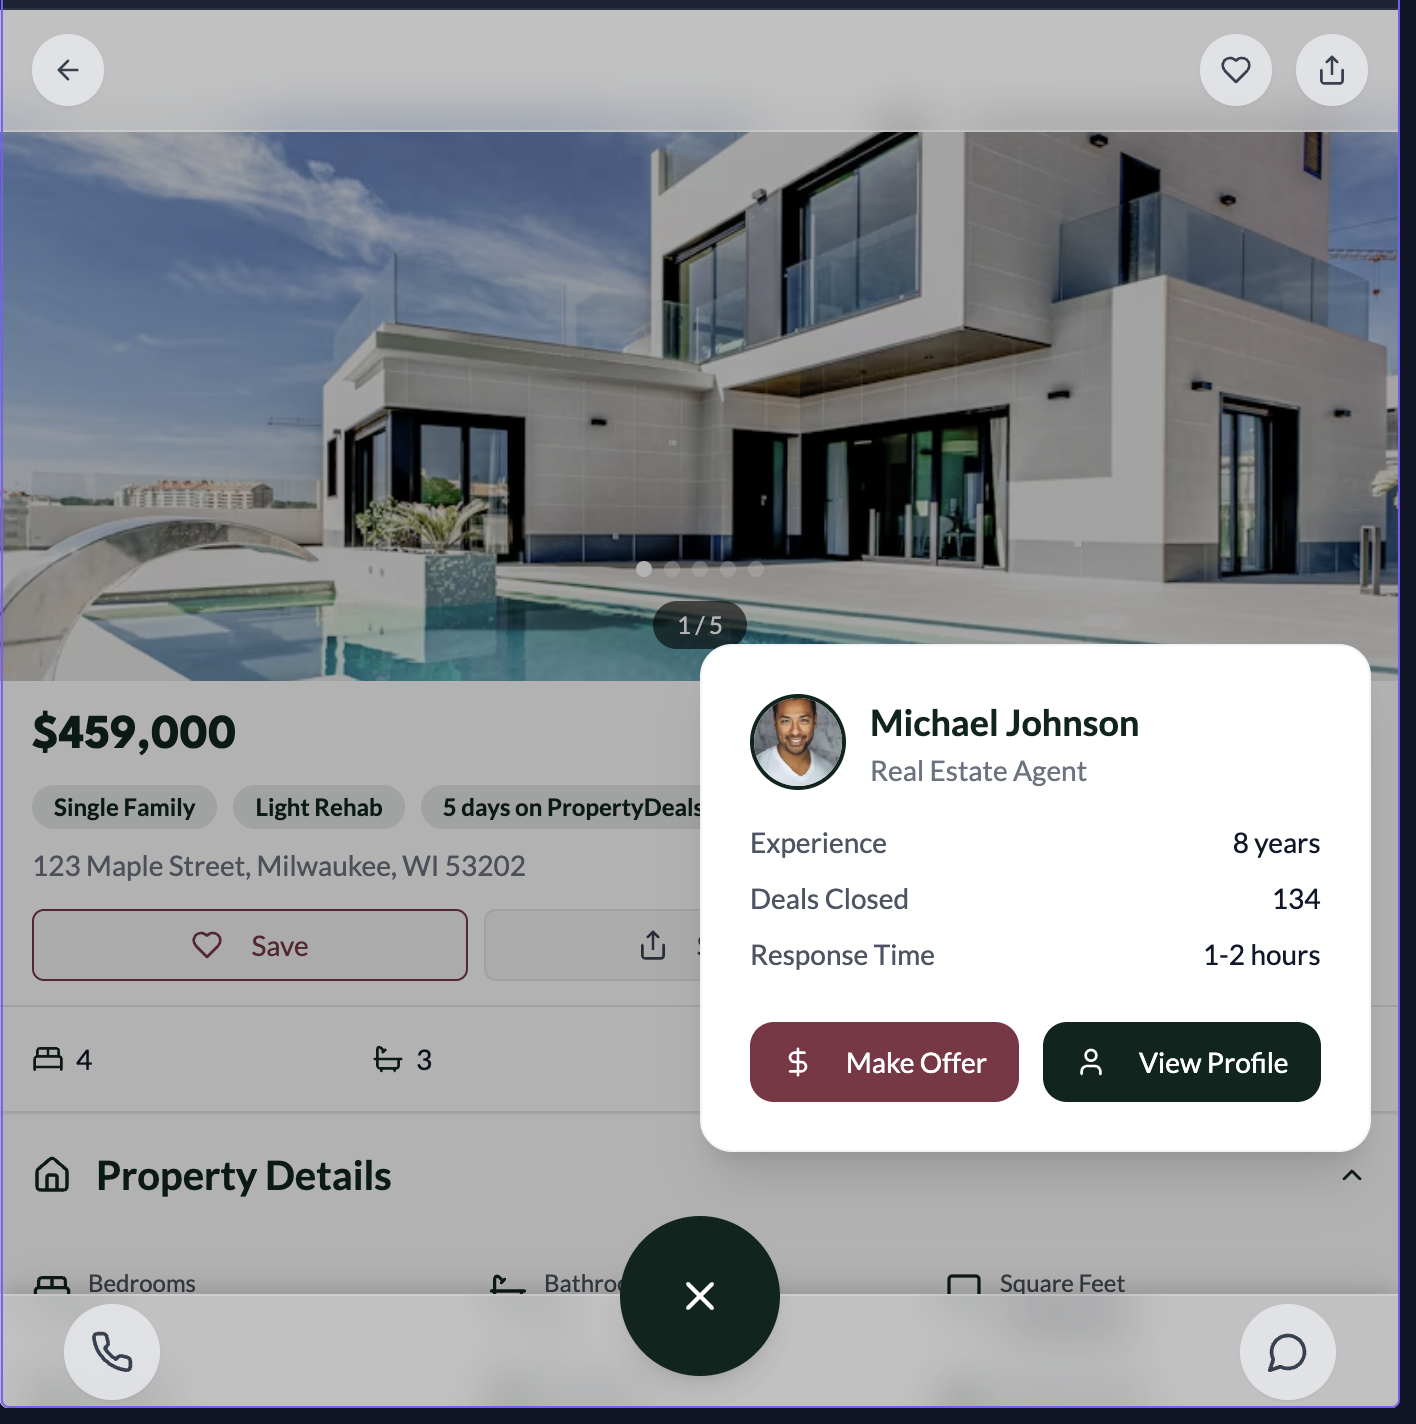 1 / 5
$459,000
Single Family
Light Rehab
5 days on PropertyDeals
123 Maple Street, Milwaukee, WI 53202
Save
4
3
Michael Johnson
Real Estate Agent
Experience 8 years
Deals Closed 134
Response Time 1-2 hours
Make Offer
View Profile
Property Details
Bedrooms
Square Feet